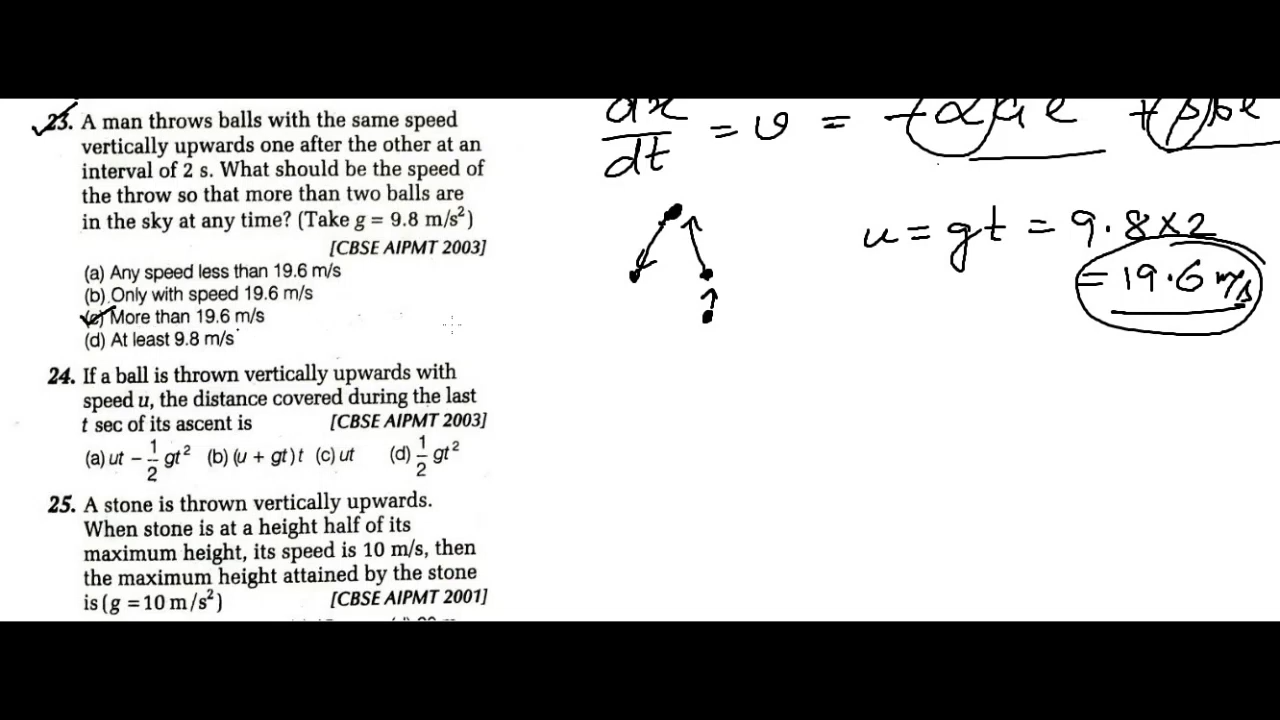 23. A man throws balls with the same speed
vertically upwards one after the other at an
interval of 2 s. What should be the speed of
the throw so that more than two balls are
in the sky at any time? (Take g = 9.8 m/s²)
[CBSE AIPMT 2003]
(a) Any speed less than 19.6 m/s
(b) Only with speed 19.6 m/s
(c) More than 19.6 m/s
(d) At least 9.8 m/s
24. If a ball is thrown vertically upwards with
speed u, the distance covered during the last
t sec of its ascent is [CBSE AIPMT 2003]
(a) ut − 1/2 gt² (b) (u + gt) t (c) ut (d) 1/2 gt²
25. A stone is thrown vertically upwards.
When stone is at a height half of its
maximum height, its speed is 10 m/s, then
the maximum height attained by the stone
is (g = 10 m/s²) [CBSE AIPMT 2001]
dx/dt = v =
u = gt = 9.8 × 2
= 19.6 m/s